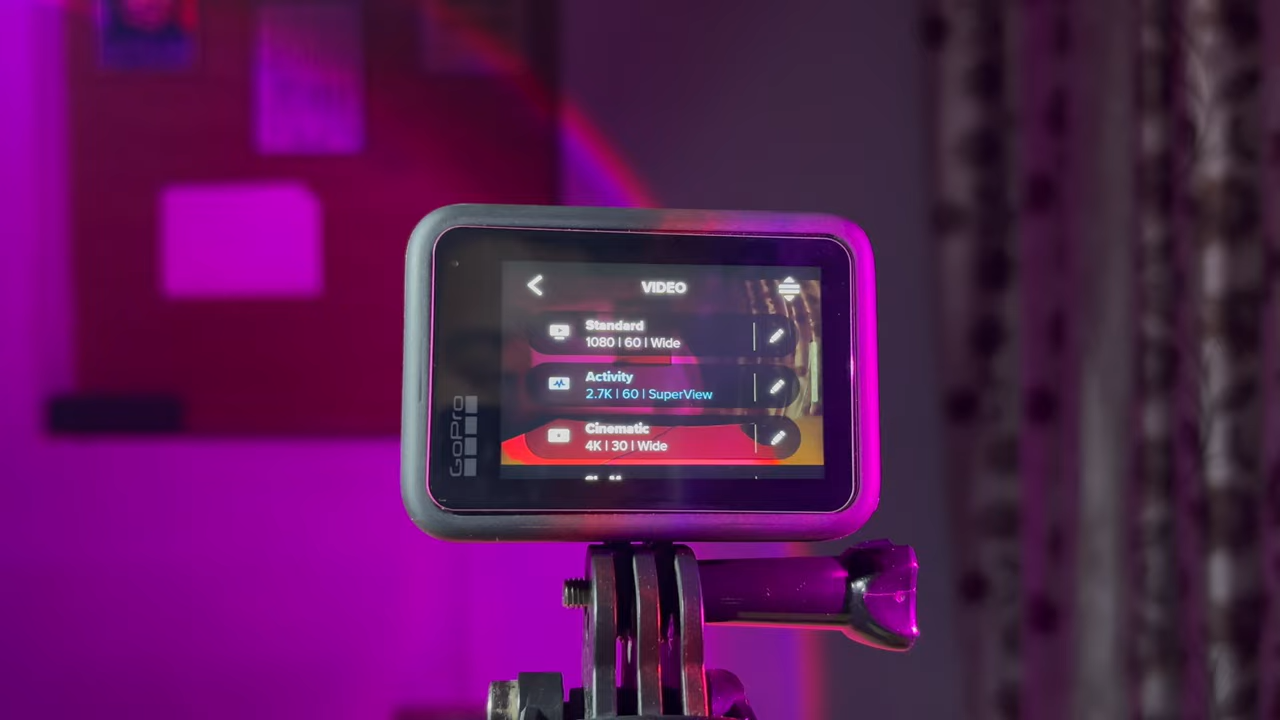 VIDEO
Standard
1080 | 60 | Wide
Activity
2.7K | 60 | SuperView
Cinematic
4K | 30 | Wide
GoPro